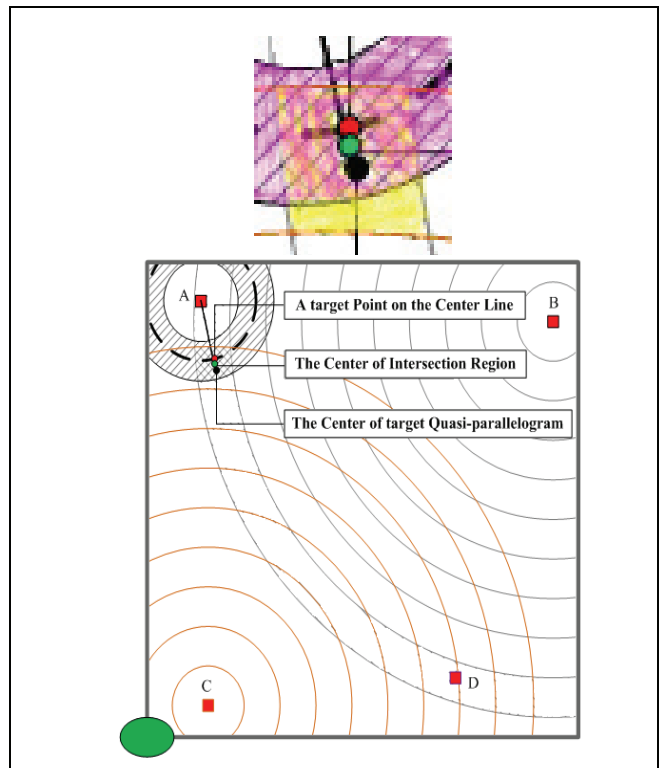 A
B
A target Point on the Center Line
The Center of Intersection Region
The Center of target Quasi-parallelogram
C
D